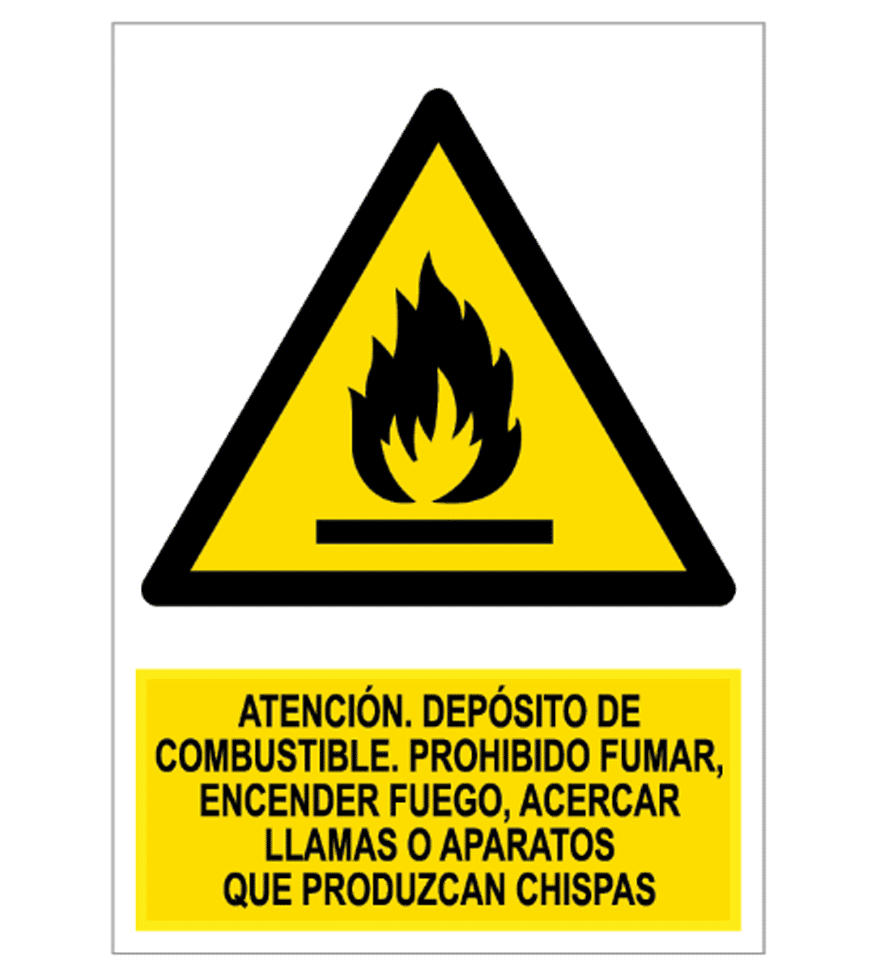 ATENCIÓN. DEPÓSITO DE
COMBUSTIBLE. PROHIBIDO FUMAR,
ENCENDER FUEGO, ACERCAR
LLAMAS O APARATOS
QUE PRODUZCAN CHISPAS